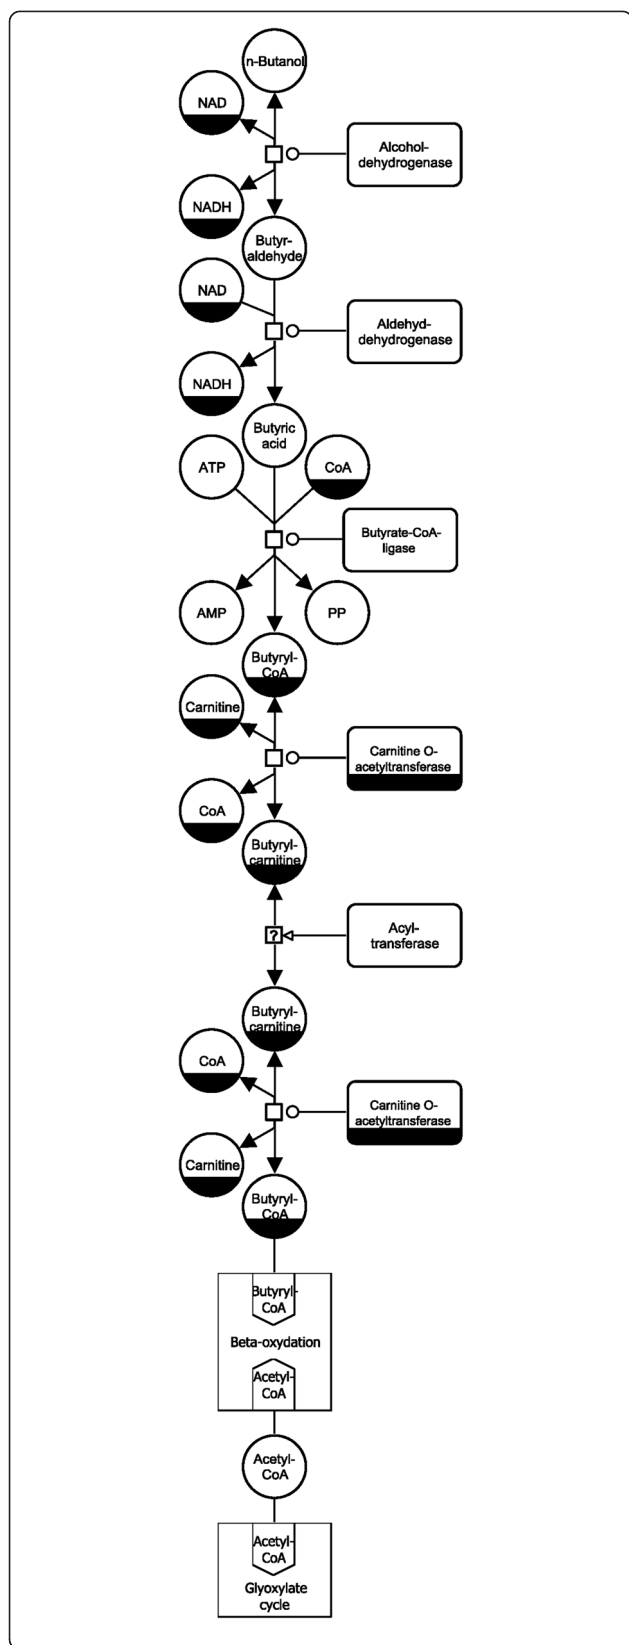 n-Butanol
NAD
Alcohol-
dehydrogenase
NADH
Butyr-
aldehyde
NAD
Aldehyd-
dehydrogenase
NADH
Butyric
acid
ATP
CoA
Butyrate-CoA-
ligase
AMP
PP
Butyryl-
CoA
Carnitine
Carnitine O-
acetyltransferase
CoA
Butyryl-
carnitine
?
Acyl-
transferase
Butyryl-
carnitine
CoA
Carnitine O-
acetyltransferase
Carnitine
Butyryl-
CoA
Butyryl-
CoA
Beta-oxydation
Acetyl-
CoA
Acetyl-
CoA
Acetyl-
CoA
Glyoxylate
cycle